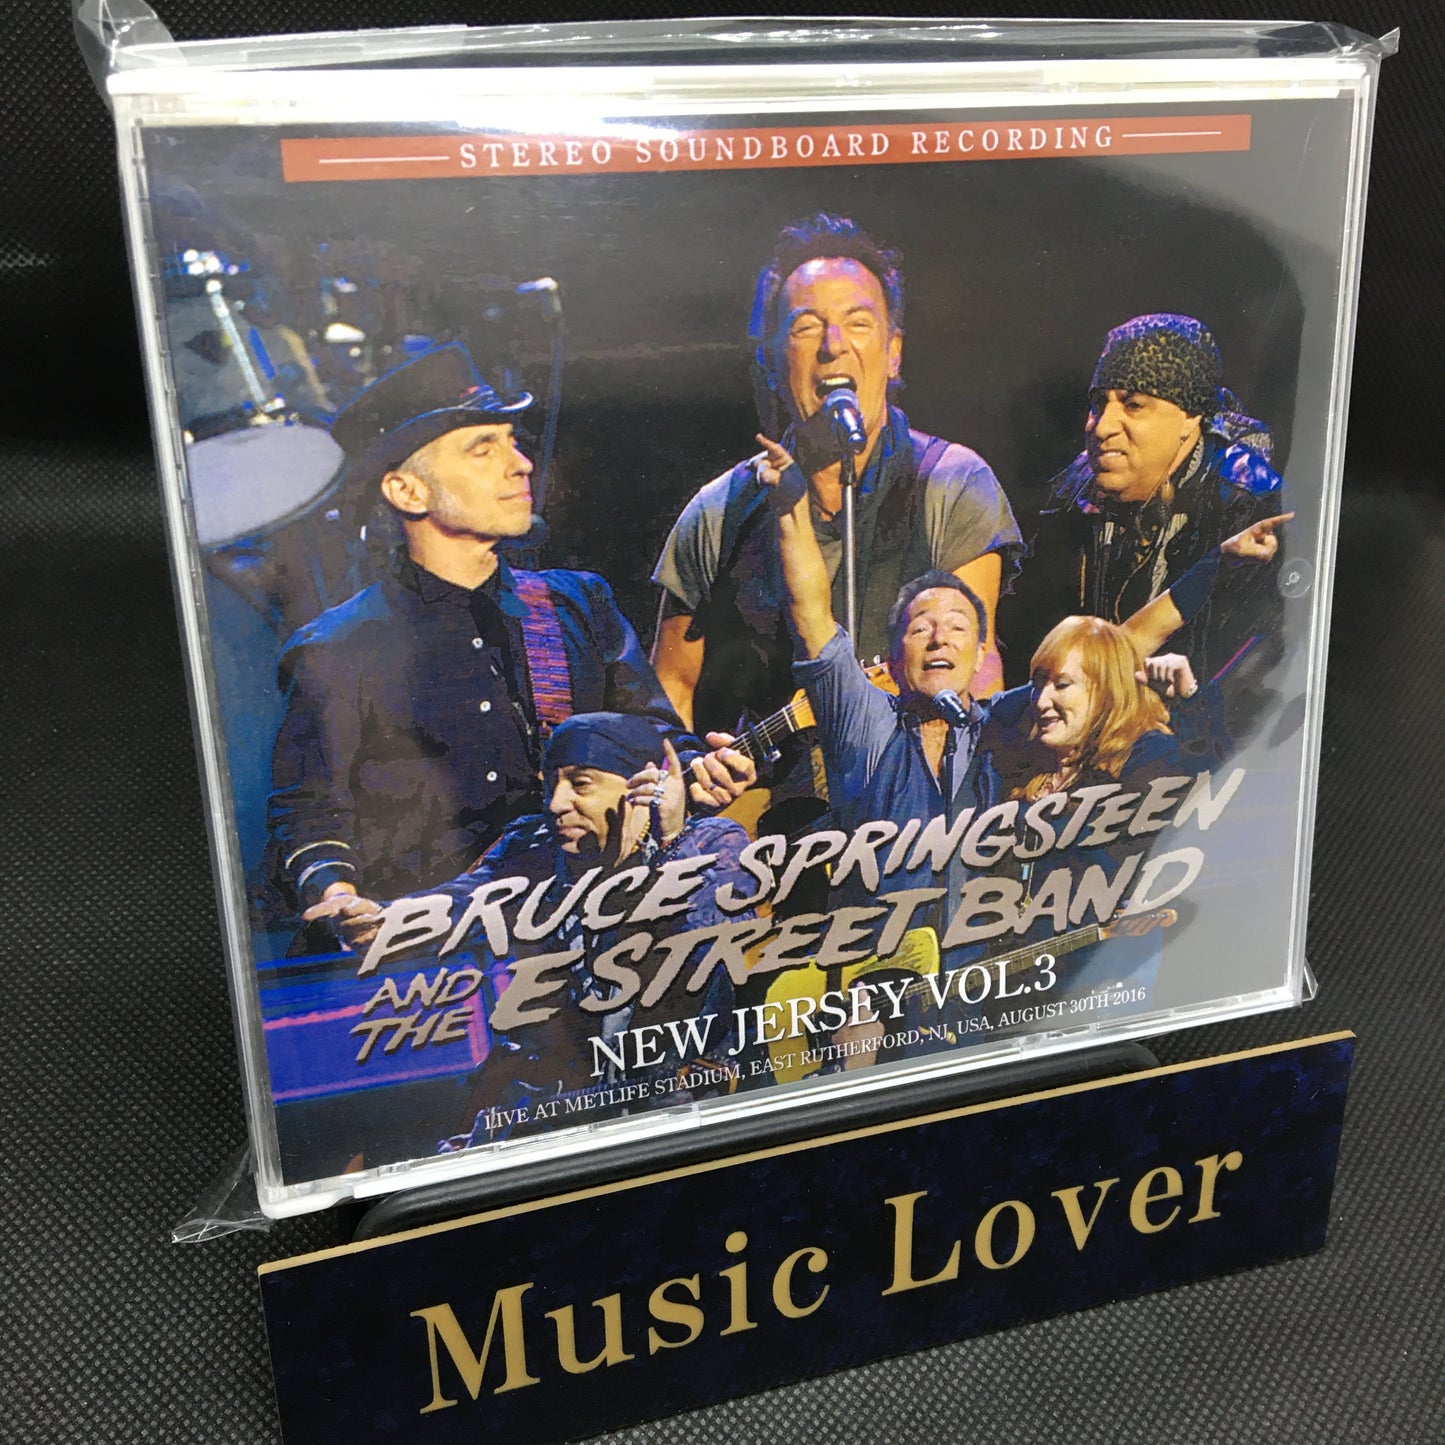 STEREO SOUNDBOARD RECORDING
BRUCE SPRINGSTEEN
AND THE E STREET BAND
NEW JERSEY VOL.3
LIVE AT METLIFE STADIUM, EAST RUTHERFORD, NJ, USA, AUGUST 30TH 2016
Music Lover